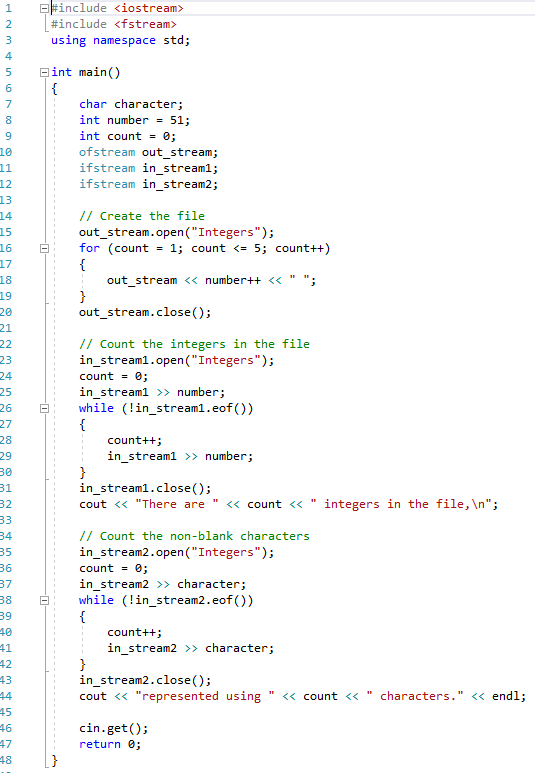 1 #include <iostream>
2 #include <fstream>
3 using namespace std;
4
5 int main()
6 {
7     char character;
8     int number = 51;
9     int count = 0;
10     ofstream out_stream;
11     ifstream in_stream1;
12     ifstream in_stream2;
13
14     // Create the file
15     out_stream.open("Integers");
16     for (count = 1; count <= 5; count++)
17     {
18         out_stream << number++ << " ";
19     }
20     out_stream.close();
21
22     // Count the integers in the file
23     in_stream1.open("Integers");
24     count = 0;
25     in_stream1 >> number;
26     while (!in_stream1.eof())
27     {
28         count++;
29         in_stream1 >> number;
30     }
31     in_stream1.close();
32     cout << "There are " << count << " integers in the file,\n";
33
34     // Count the non-blank characters
35     in_stream2.open("Integers");
36     count = 0;
37     in_stream2 >> character;
38     while (!in_stream2.eof())
39     {
40         count++;
41         in_stream2 >> character;
42     }
43     in_stream2.close();
44     cout << "represented using " << count << " characters." << endl;
45
46     cin.get();
47     return 0;
48 }